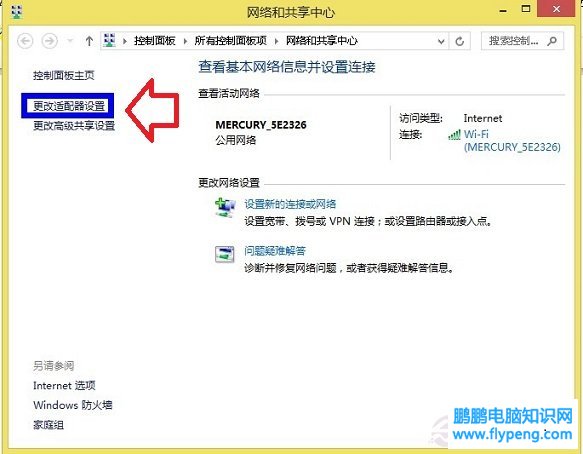 网络和共享中心
控制面板 所有控制面板项 网络和共享中心
搜索控制...
控制面板主页
更改适配器设置
更改高级共享设置
查看基本网络信息并设置连接
查看活动网络
MERCURY_5E2326
公用网络
访问类型: Internet
连接: Wi-Fi
(MERCURY_5E2326)
更改网络设置
设置新的连接或网络
设置宽带、拨号或 VPN 连接；或设置路由器或接入点。
问题疑难解答
诊断并修复网络问题，或者获得疑难解答信息。
另请参阅
Internet 选项
Windows 防火墙
家庭组
鹏鹏电脑知识网
www.flypeng.com